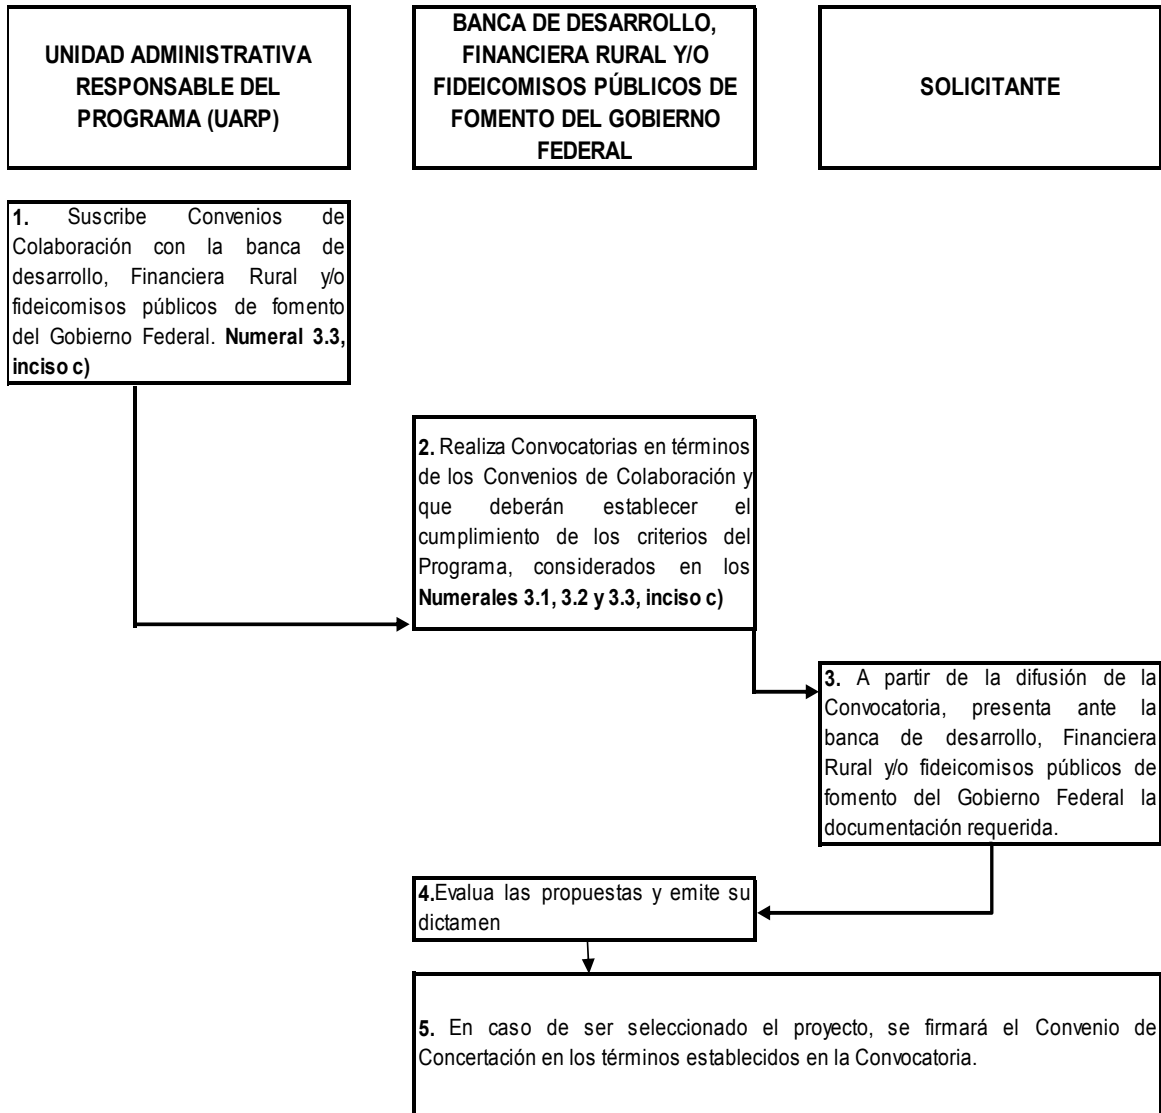 UNIDAD ADMINISTRATIVA
RESPONSABLE DEL
PROGRAMA (UARP)
BANCA DE DESARROLLO,
FINANCIERA RURAL Y/O
FIDEICOMISOS PÚBLICOS DE
FOMENTO DEL GOBIERNO
FEDERAL
SOLICITANTE
1. Suscribe Convenios de
Colaboración con la banca de
desarrollo, Financiera Rural y/o
fideicomisos públicos de fomento
del Gobierno Federal. Numeral 3.3,
inciso c)
2. Realiza Convocatorias en términos
de los Convenios de Colaboración y
que deberán establecer el
cumplimiento de los criterios del
Programa, considerados en los
Numerales 3.1, 3.2 y 3.3, inciso c)
3. A partir de la difusión de la
Convocatoria, presenta ante la
banca de desarrollo, Financiera
Rural y/o fideicomisos públicos de
fomento del Gobierno Federal la
documentación requerida.
4.Evalua las propuestas y emite su
dictamen
5. En caso de ser seleccionado el proyecto, se firmará el Convenio de
Concertación en los términos establecidos en la Convocatoria.